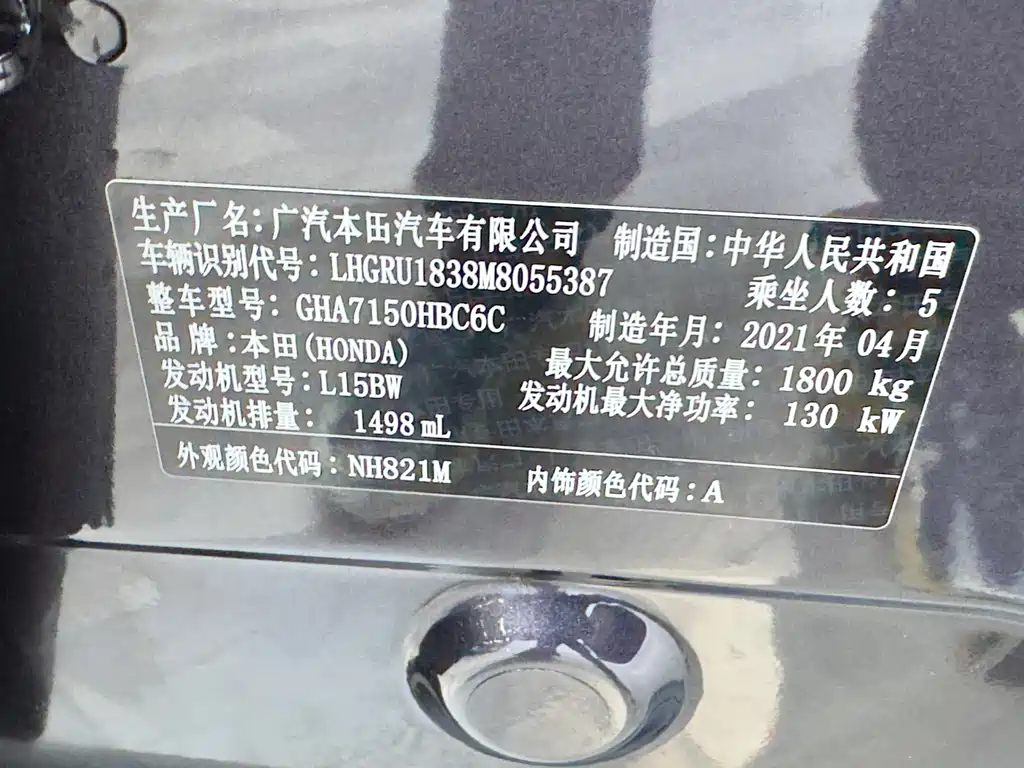 生产厂名：广汽本田汽车有限公司 制造国：中华人民共和国
车辆识别代号：LHGRU1838M8055387 乘坐人数：5
整车型号：GHA7150HBC6C 制造年月：2021年 04月
品牌：本田(HONDA) 最大允许总质量：1800 kg
发动机型号：L15BW 发动机最大净功率：130 kW
发动机排量：1498 mL
外观颜色代码：NH821M 内饰颜色代码：A